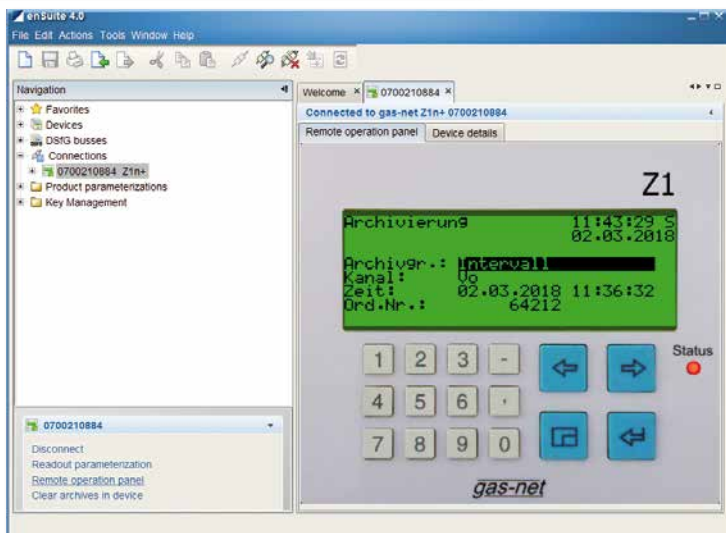 enSuite 4.0
File Edit Actions Tools Window Help
Navigation
Favorites
Devices
DSfG busses
Connections
0700210884 Z1n+
Product parameterizations
Key Management
0700210884
Disconnect
Readout parameterization
Remote operation panel
Clear archives in device
Welcome
0700210884
Connected to gas-net Z1n+ 0700210884
Remote operation panel Device details
Z1
Archivierung 11:43:29 S
02.03.2018
Archivgr.: Intervall
Kanal: Vo
Zeit: 02.03.2018 11:36:32
Ord.Nr.: 64212
1 2 3 -
4 5 6 ,
7 8 9 0
Status
gas-net